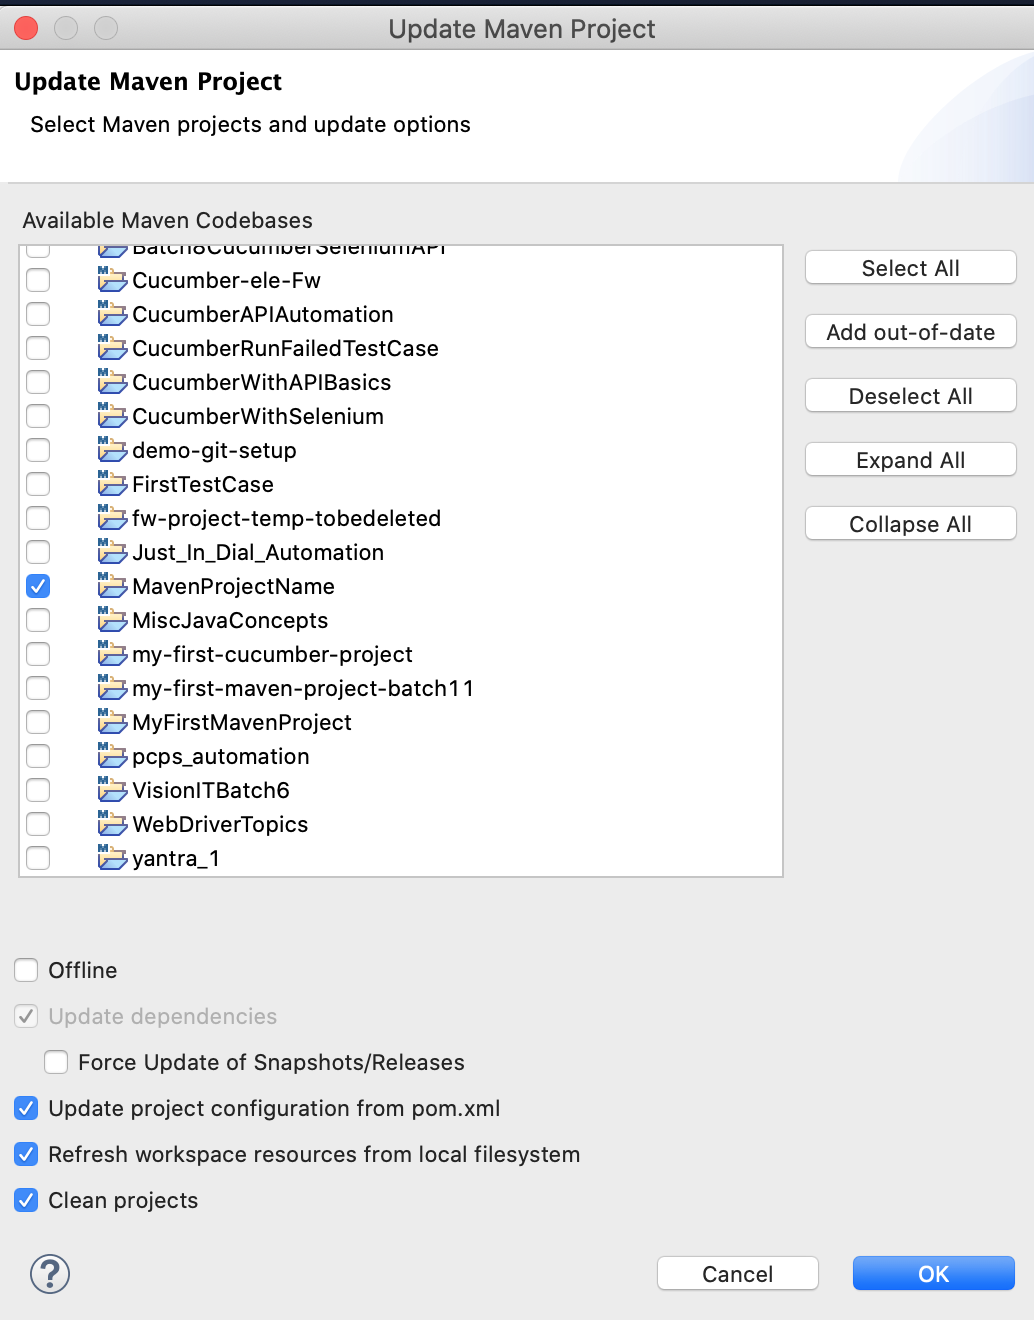 Update Maven Project
Update Maven Project
Select Maven projects and update options
Available Maven Codebases
Batch8CucumberSeleniumAPI
Cucumber-ele-Fw
CucumberAPIAutomation
CucumberRunFailedTestCase
CucumberWithAPIBasics
CucumberWithSelenium
demo-git-setup
FirstTestCase
fw-project-temp-tobedeleted
Just_In_Dial_Automation
MavenProjectName
MiscJavaConcepts
my-first-cucumber-project
my-first-maven-project-batch11
MyFirstMavenProject
pcps_automation
VisionITBatch6
WebDriverTopics
yantra_1
Select All
Add out-of-date
Deselect All
Expand All
Collapse All
Offline
Update dependencies
Force Update of Snapshots/Releases
Update project configuration from pom.xml
Refresh workspace resources from local filesystem
Clean projects
?
Cancel
OK